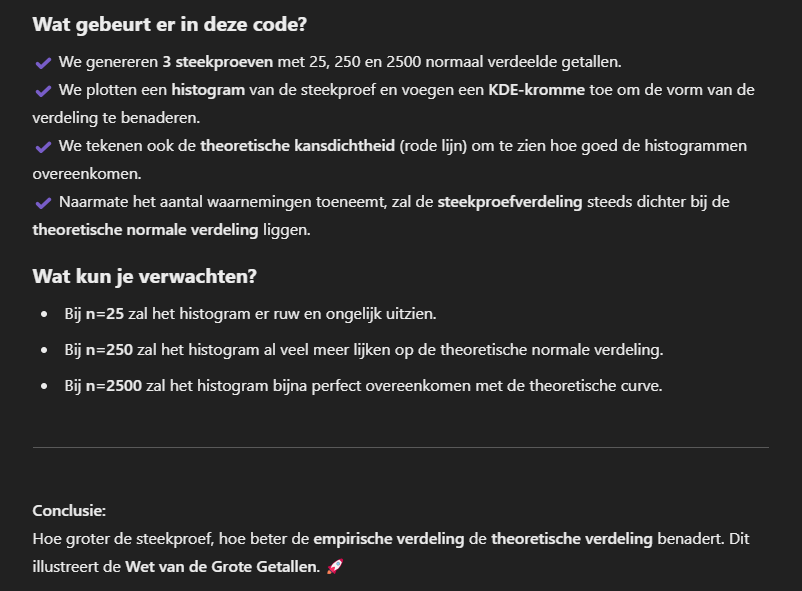 Wat gebeurt er in deze code?
✔ We genereren 3 steekproeven met 25, 250 en 2500 normaal verdeelde getallen.
✔ We plotten een histogram van de steekproef en voegen een KDE-kromme toe om de vorm van de
verdeling te benaderen.
✔ We tekenen ook de theoretische kansdichtheid (rode lijn) om te zien hoe goed de histogrammen
overeenkomen.
✔ Naarmate het aantal waarnemingen toeneemt, zal de steekproefverdeling steeds dichter bij de
theoretische normale verdeling liggen.
Wat kun je verwachten?
• Bij n=25 zal het histogram er ruw en ongelijk uitzien.
• Bij n=250 zal het histogram al veel meer lijken op de theoretische normale verdeling.
• Bij n=2500 zal het histogram bijna perfect overeenkomen met de theoretische curve.
Conclusie:
Hoe groter de steekproef, hoe beter de empirische verdeling de theoretische verdeling benadert. Dit
illustreert de Wet van de Grote Getallen. 🚀